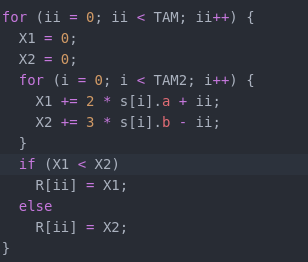 for (ii = 0; ii < TAM; ii++) {
  X1 = 0;
  X2 = 0;
  for (i = 0; i < TAM2; i++) {
    X1 += 2 * s[i].a + ii;
    X2 += 3 * s[i].b - ii;
  }
  if (X1 < X2)
    R[ii] = X1;
  else
    R[ii] = X2;
}